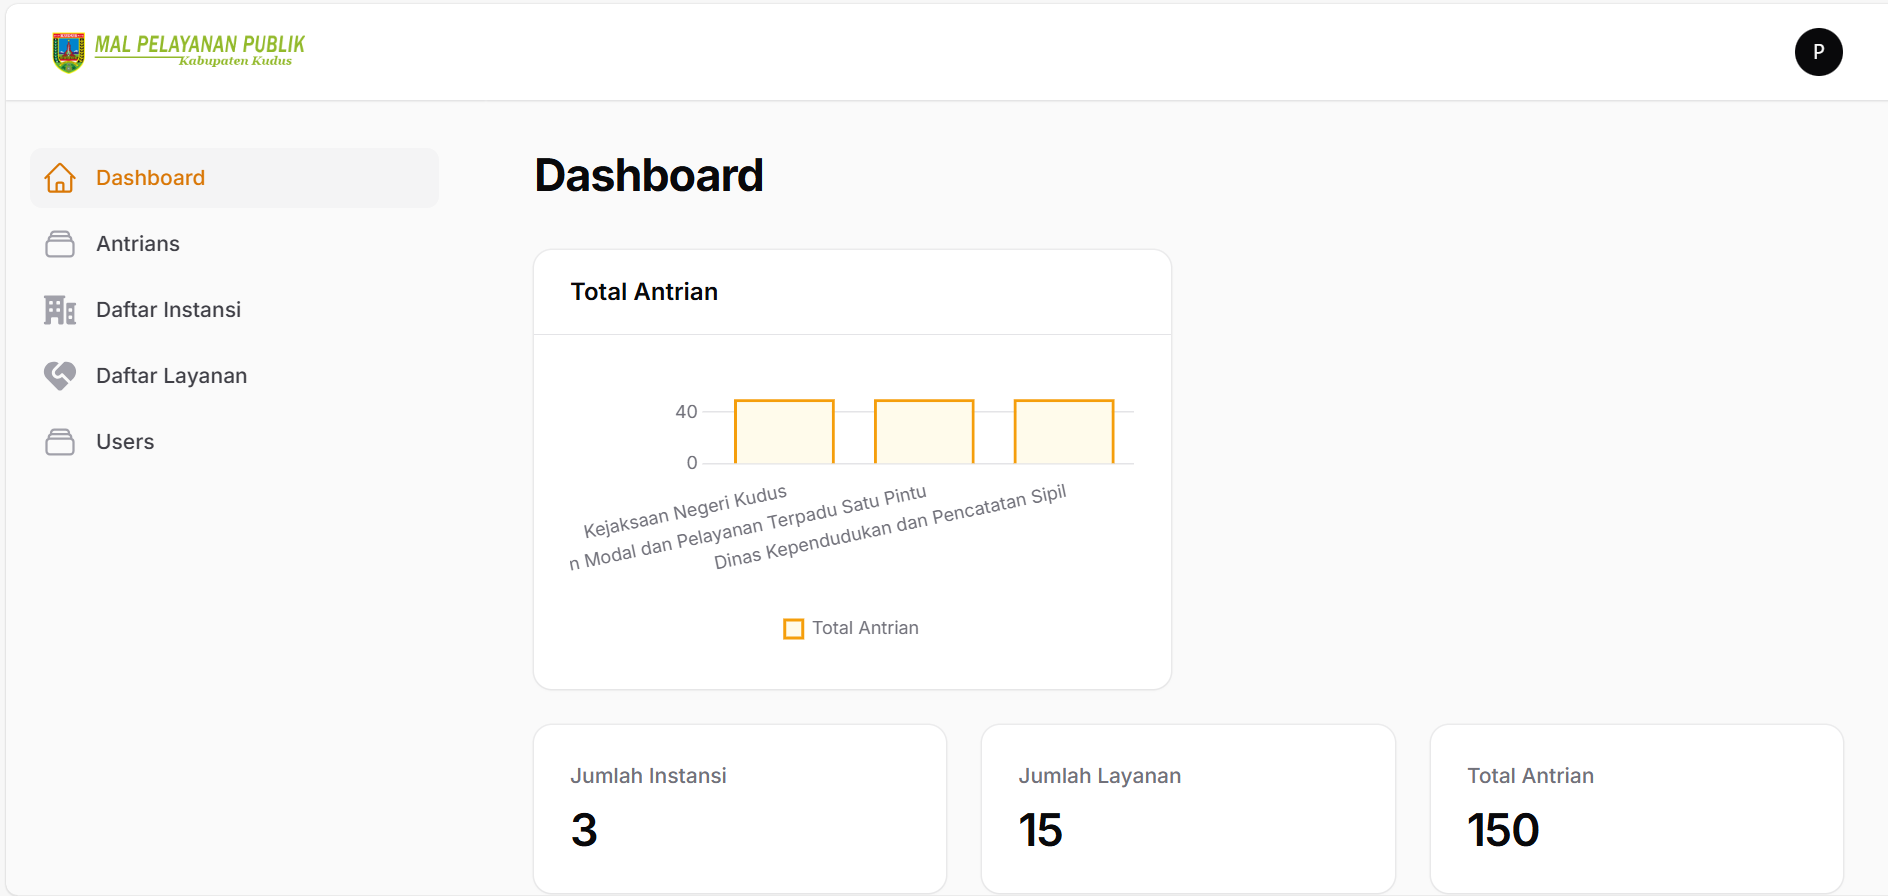 MAL PELAYANAN PUBLIK
Kabupaten Kudus
P
Dashboard
Antrians
Daftar Instansi
Daftar Layanan
Users
Dashboard
Total Antrian
40
0
Kejaksaan Negeri Kudus
n Modal dan Pelayanan Terpadu Satu Pintu
Dinas Kependudukan dan Pencatatan Sipil
Total Antrian
Jumlah Instansi
3
Jumlah Layanan
15
Total Antrian
150